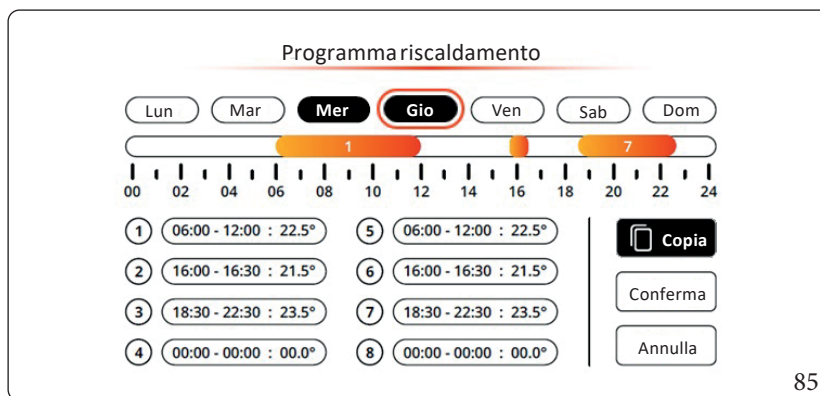 Programma riscaldamento
Lun Mar Mer Gio Ven Sab Dom
1 7
00 02 04 06 08 10 12 14 16 18 20 22 24
1 06:00 - 12:00 : 22.5° 5 06:00 - 12:00 : 22.5° Copia
2 16:00 - 16:30 : 21.5° 6 16:00 - 16:30 : 21.5°
Conferma
3 18:30 - 22:30 : 23.5° 7 18:30 - 22:30 : 23.5°
4 00:00 - 00:00 : 00.0° 8 00:00 - 00:00 : 00.0° Annulla
85